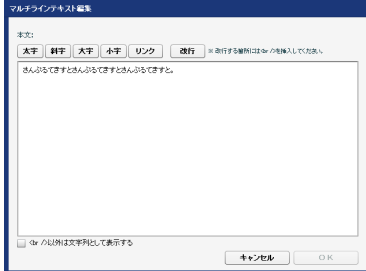 マルチラインテキスト編集
本文:
太字 斜字 大字 小字 リンク 改行 ※ 改行する箇所には<br />を挿入してください。
さんぷるてきすとさんぷるてきすとさんぷるてきすと。
<br />以外は文字列として表示する
キャンセル OK